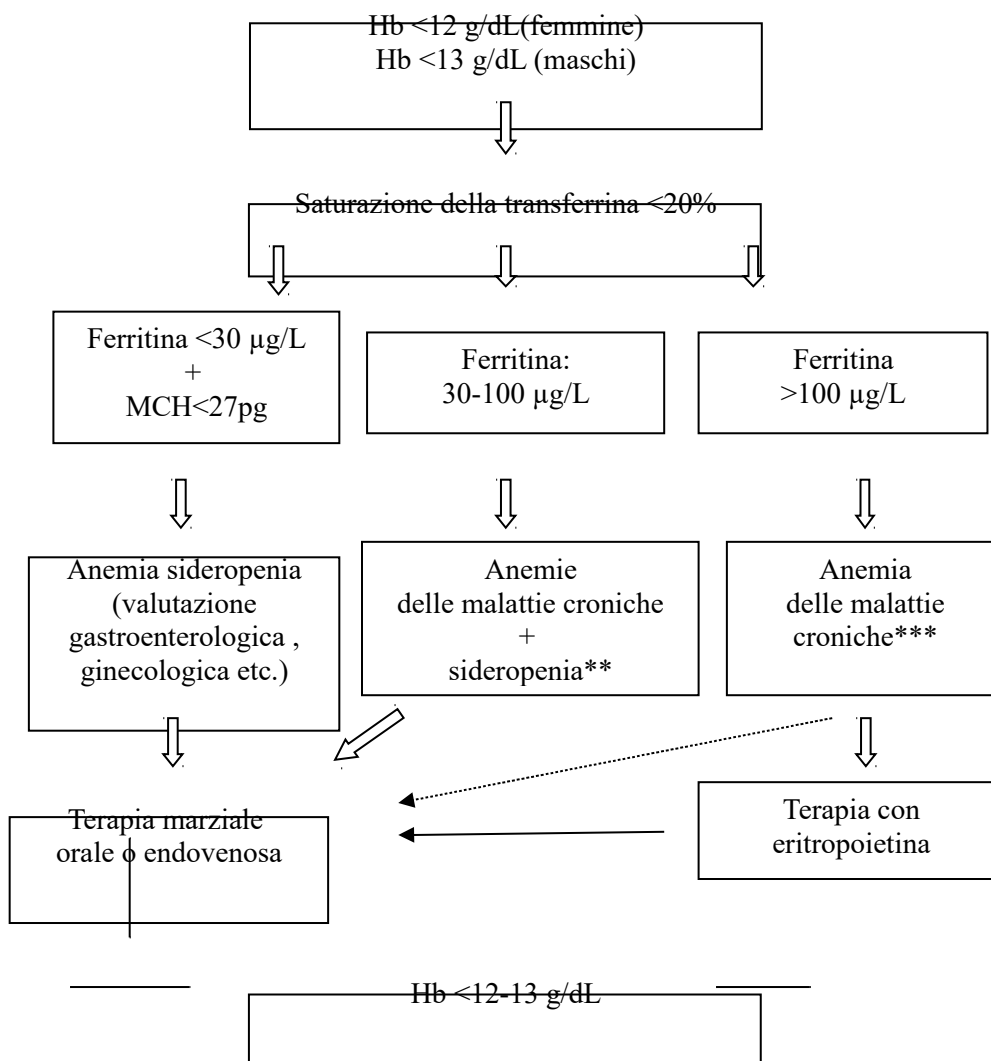 Hb <12 g/dL(femmine)
Hb <13 g/dL (maschi)
Saturazione della transferrina <20%
Ferritina <30 µg/L
+
MCH<27pg
Ferritina:
30-100 µg/L
Ferritina
>100 µg/L
Anemia sideropenia
(valutazione
gastroenterologica ,
ginecologica etc.)
Anemie
delle malattie croniche
+
sideropenia**
Anemia
delle malattie
croniche***
Terapia marziale
orale o endovenosa
Terapia con
eritropoietina
Hb <12-13 g/dL